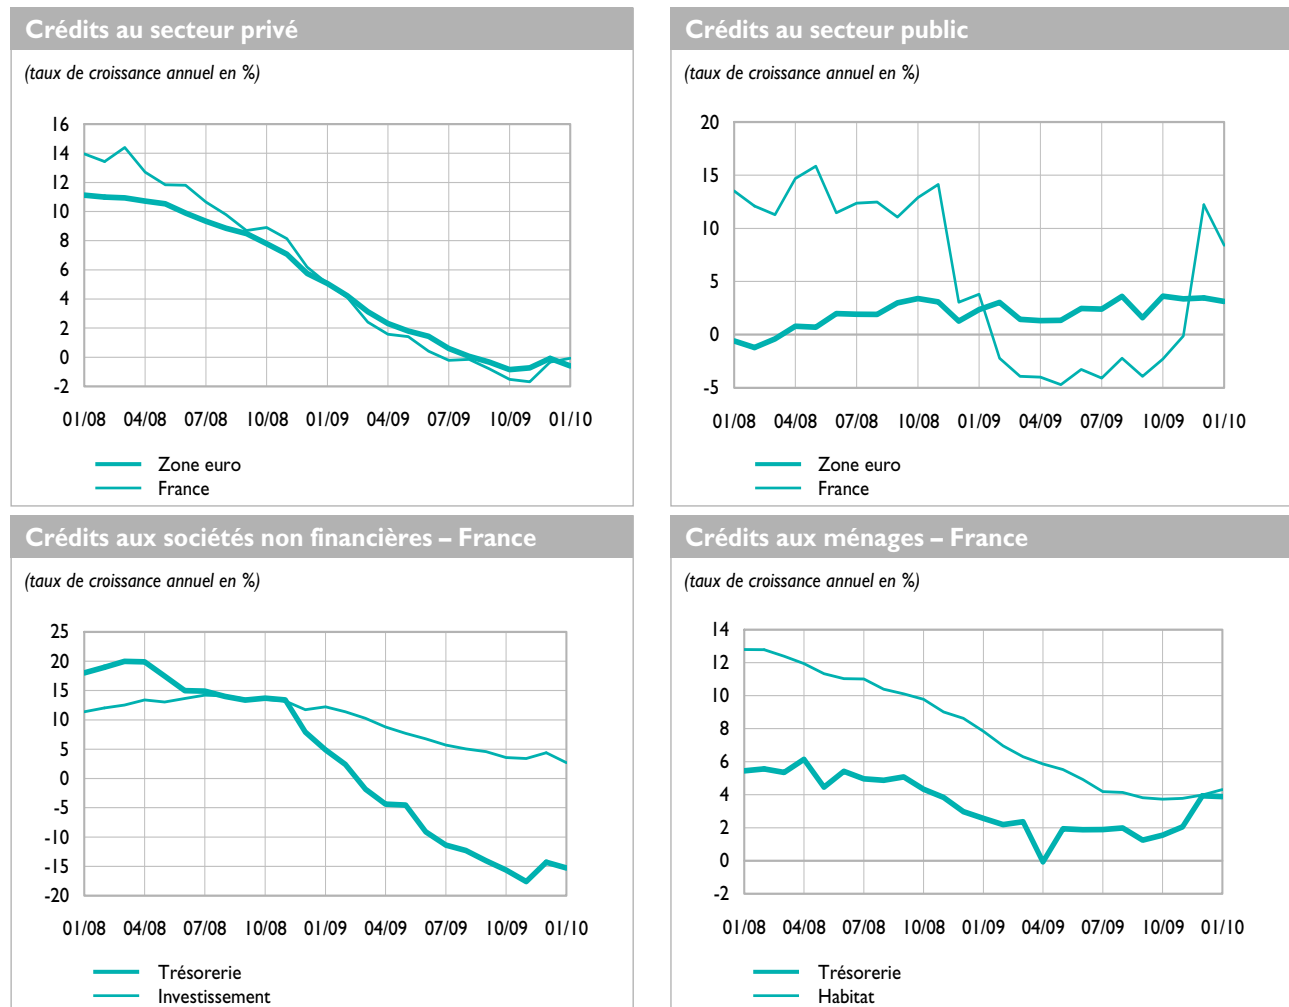 Crédits au secteur privé
(taux de croissance annuel en %)
16
14
12
10
8
6
4
2
0
-2
01/08 04/08 07/08 10/08 01/09 04/09 07/09 10/09 01/10
Zone euro
France
Crédits au secteur public
(taux de croissance annuel en %)
20
15
10
5
0
-5
01/08 04/08 07/08 10/08 01/09 04/09 07/09 10/09 01/10
Zone euro
France
Crédits aux sociétés non financières – France
(taux de croissance annuel en %)
25
20
15
10
5
0
-5
-10
-15
-20
01/08 04/08 07/08 10/08 01/09 04/09 07/09 10/09 01/10
Trésorerie
Investissement
Crédits aux ménages – France
(taux de croissance annuel en %)
14
12
10
8
6
4
2
0
-2
01/08 04/08 07/08 10/08 01/09 04/09 07/09 10/09 01/10
Trésorerie
Habitat